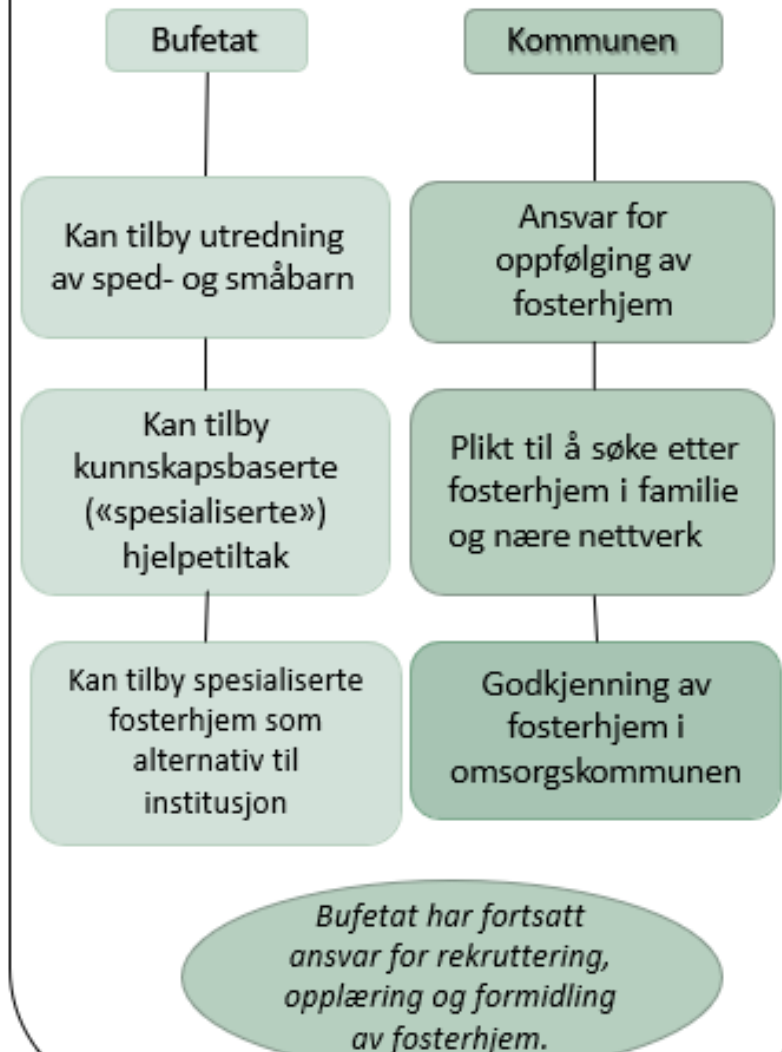 Bufetat
Kan tilby utredning
av sped- og småbarn
Kan tilby
kunnskapsbaserte
(«spesialiserte»)
hjelpetiltak
Kan tilby spesialiserte
fosterhjem som
alternativ til
institusjon
Kommunen
Ansvar for
oppfølging av
fosterhjem
Plikt til å søke etter
fosterhjem i familie
og nære nettverk
Godkjenning av
fosterhjem i
omsorgskommunen
Bufetat har fortsatt
ansvar for rekruttering,
opplæring og formidling
av fosterhjem.